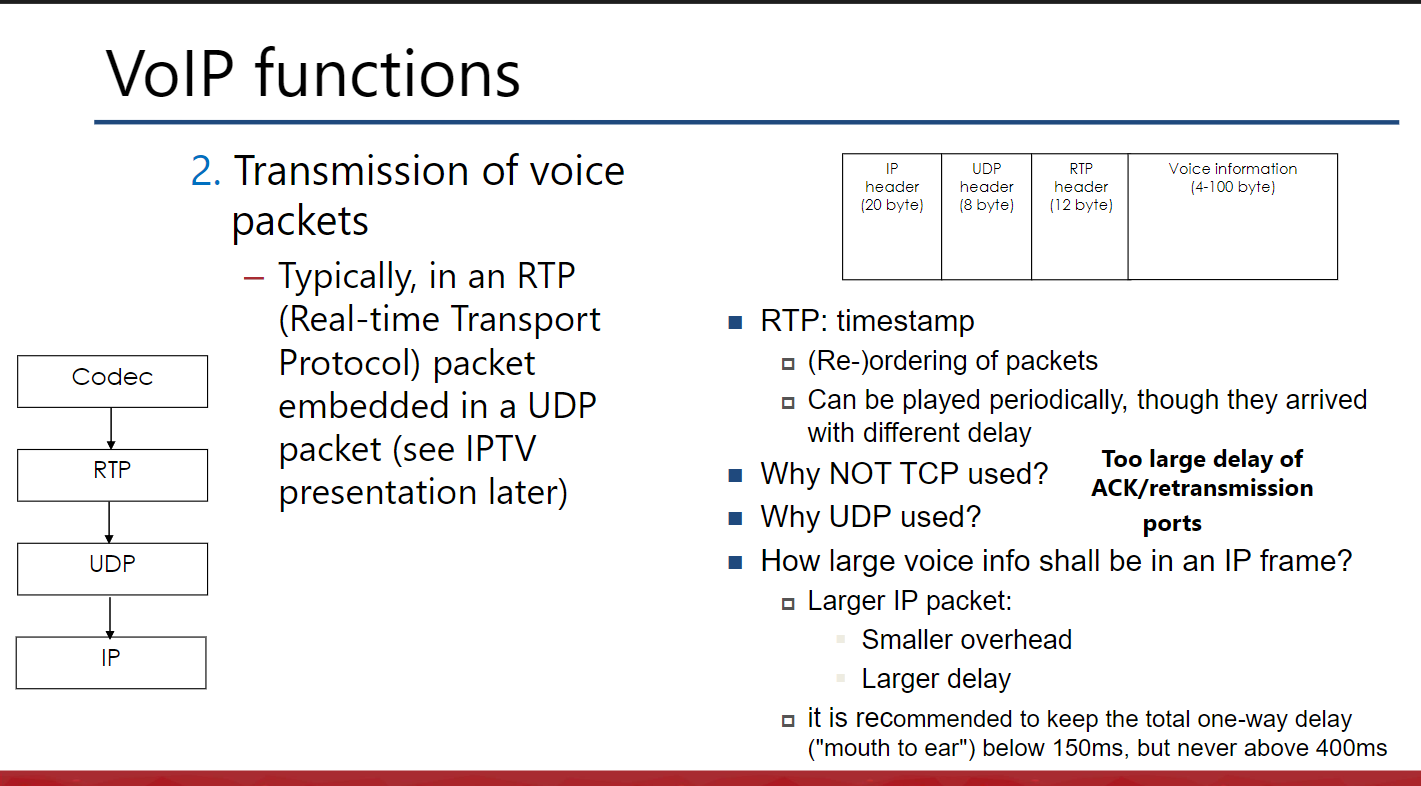 VoIP functions
2. Transmission of voice
packets
– Typically, in an RTP
(Real-time Transport
Protocol) packet
embedded in a UDP
packet (see IPTV
presentation later)
Codec
RTP
UDP
IP
IP
header
(20 byte)
UDP
header
(8 byte)
RTP
header
(12 byte)
Voice information
(4-100 byte)
RTP: timestamp
(Re-)ordering of packets
Can be played periodically, though they arrived
with different delay
Why NOT TCP used?
Too large delay of
ACK/retransmission
Why UDP used?
ports
How large voice info shall be in an IP frame?
Larger IP packet:
Smaller overhead
Larger delay
it is recommended to keep the total one-way delay
("mouth to ear") below 150ms, but never above 400ms